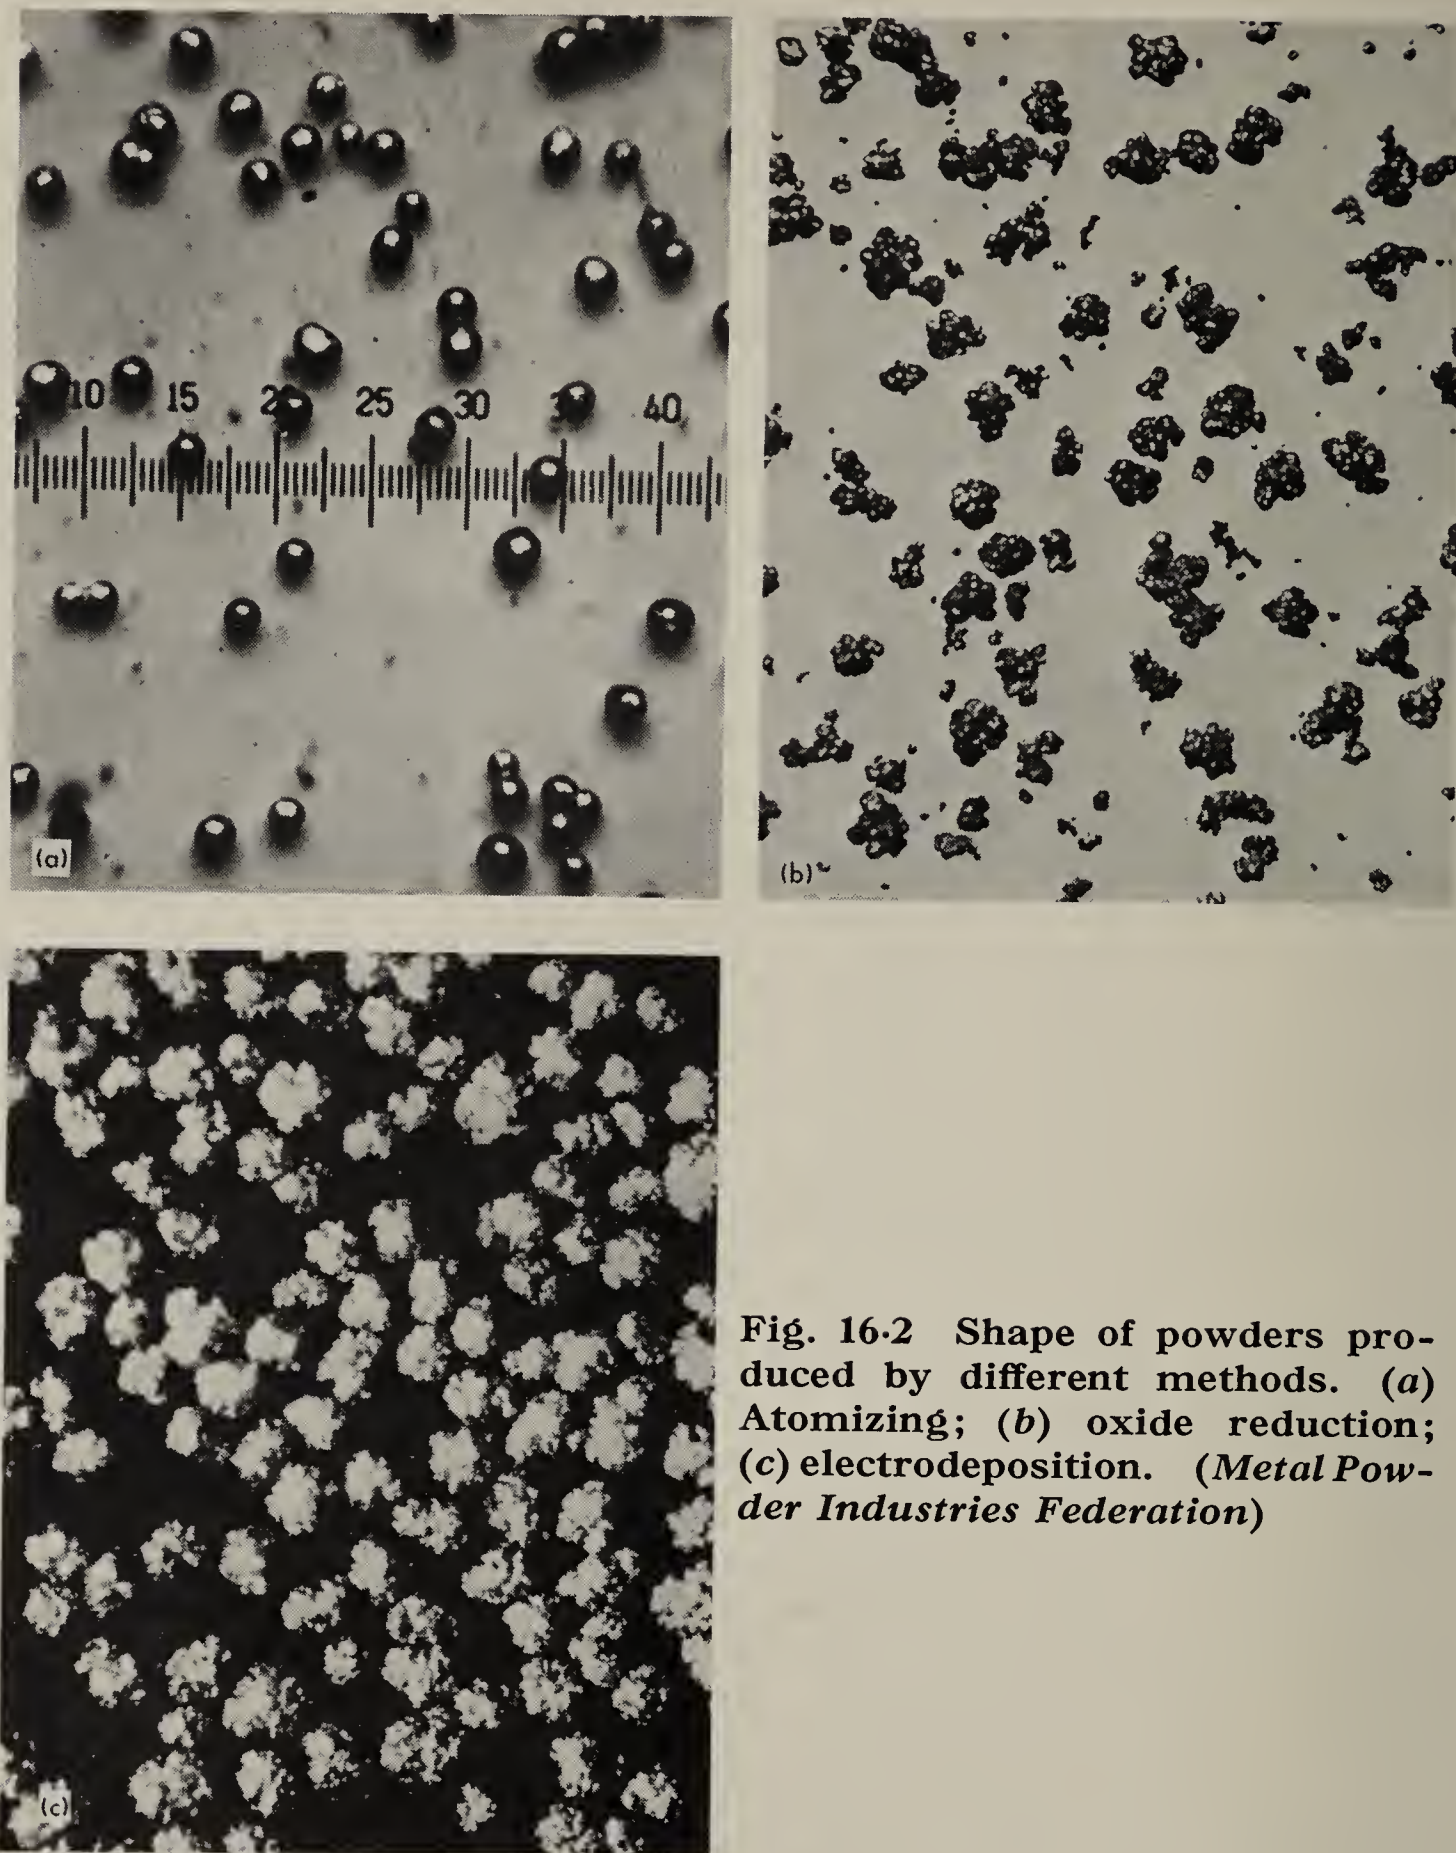 10 15 25 30 40
(a)
(b)
(c)
Fig. 16·2 Shape of powders pro-
duced by different methods. (a)
Atomizing; (b) oxide reduction;
(c) electrodeposition. (Metal Pow-
der Industries Federation)